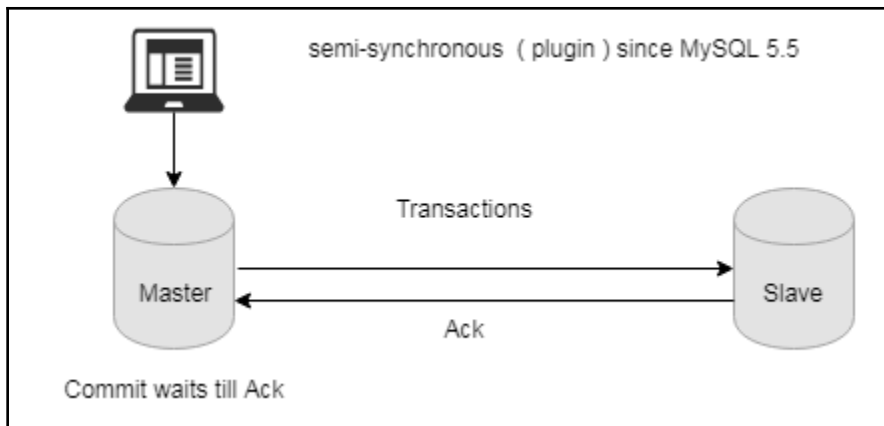 semi-synchronous ( plugin ) since MySQL 5.5
Transactions
Master
Slave
Ack
Commit waits till Ack